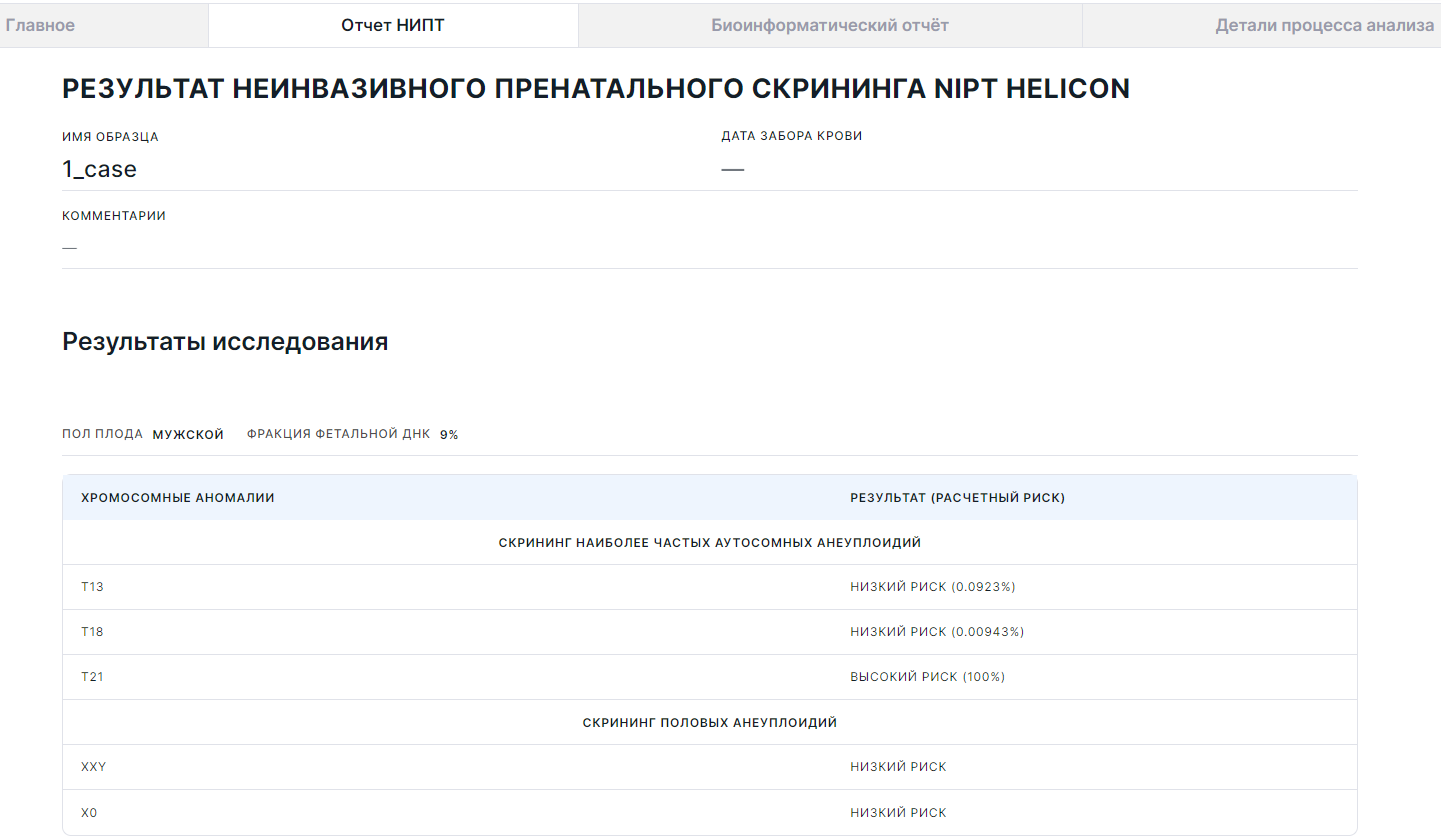 Главное
Отчет НИПТ
Биоинформатический отчёт
Детали процесса анализа
РЕЗУЛЬТАТ НЕИНВАЗИВНОГО ПРЕНАТАЛЬНОГО СКРИНИНГА NIPT HELICON
ИМЯ ОБРАЗЦА
ДАТА ЗАБОРА КРОВИ
1_case
—
КОММЕНТАРИИ
—
Результаты исследования
ПОЛ ПЛОДА МУЖСКОЙ ФРАКЦИЯ ФЕТАЛЬНОЙ ДНК 9%
ХРОМОСОМНЫЕ АНОМАЛИИ
РЕЗУЛЬТАТ (РАСЧЕТНЫЙ РИСК)
СКРИНИНГ НАИБОЛЕЕ ЧАСТЫХ АУТОСОМНЫХ АНЕУПЛОИДИЙ
T13
НИЗКИЙ РИСК (0.0923%)
T18
НИЗКИЙ РИСК (0.00943%)
T21
ВЫСОКИЙ РИСК (100%)
СКРИНИНГ ПОЛОВЫХ АНЕУПЛОИДИЙ
XXY
НИЗКИЙ РИСК
X0
НИЗКИЙ РИСК